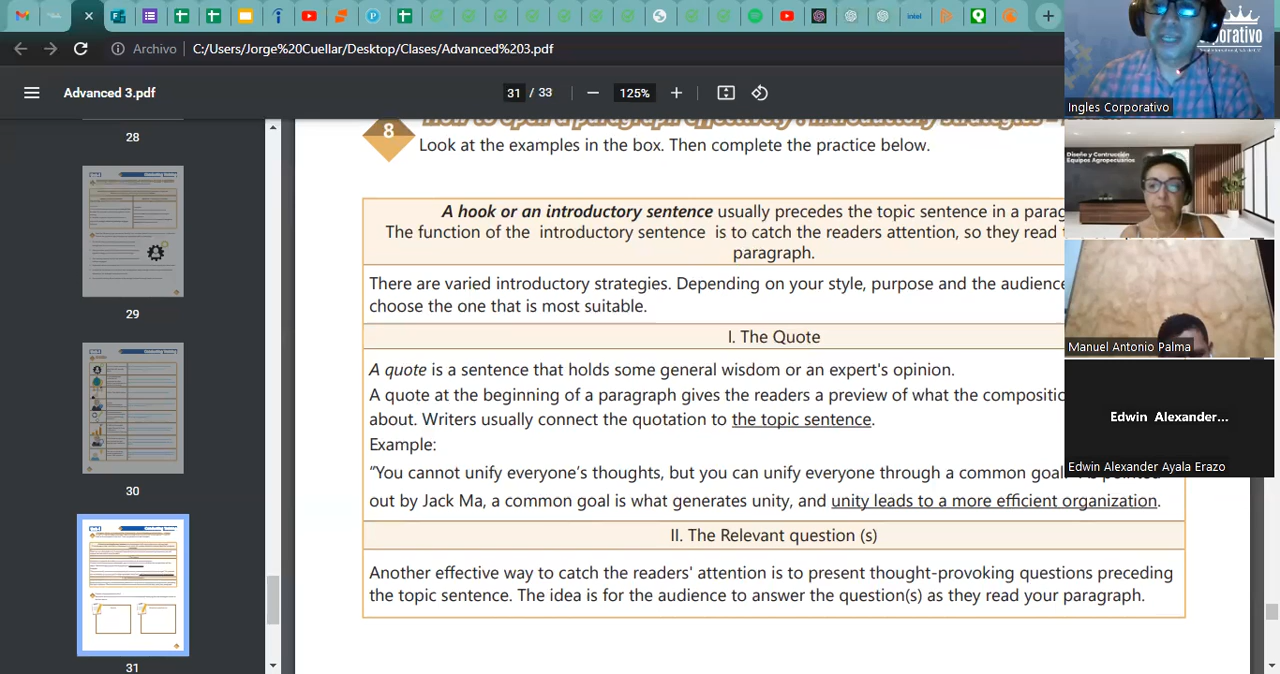 Archivo
C:/Users/Jorge%20Cuellar/Desktop/Clases/Advanced%203.pdf
Advanced 3.pdf
31 / 33
125%
28
29
30
31
8
How to open a paragraph effectively
Look at the examples in the box. Then complete the practice below.
A hook or an introductory sentence usually precedes the topic sentence in a
The function of the introductory sentence is to catch the readers attention, so they read
paragraph.
There are varied introductory strategies. Depending on your style, purpose and the audience
choose the one that is most suitable.
I. The Quote
A quote is a sentence that holds some general wisdom or an expert's opinion.
A quote at the beginning of a paragraph gives the readers a preview of what the
about. Writers usually connect the quotation to the topic sentence.
Example:
“You cannot unify everyone’s thoughts, but you can unify everyone through a common goal
out by Jack Ma, a common goal is what generates unity, and unity leads to a more efficient organization.
II. The Relevant question (s)
Another effective way to catch the readers' attention is to present thought-provoking questions preceding
the topic sentence. The idea is for the audience to answer the question(s) as they read your paragraph.
Ingles Corporativo
Diseño y Contrucción
Equipos Agropecuarios
Manuel Antonio Palma
Edwin Alexander...
Edwin Alexander Ayala Erazo